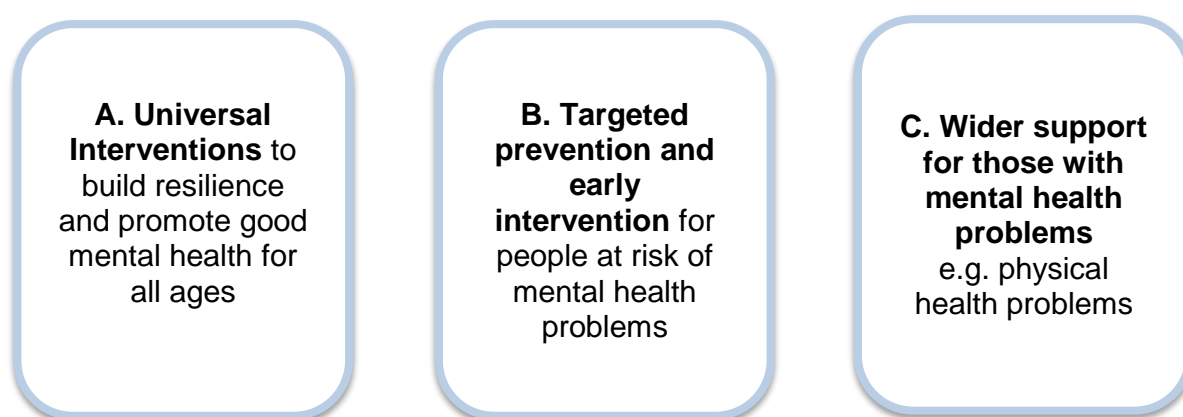 A. Universal
Interventions to
build resilience
and promote good
mental health for
all ages
B. Targeted
prevention and
early
intervention for
people at risk of
mental health
problems
C. Wider support
for those with
mental health
problems
e.g. physical
health problems